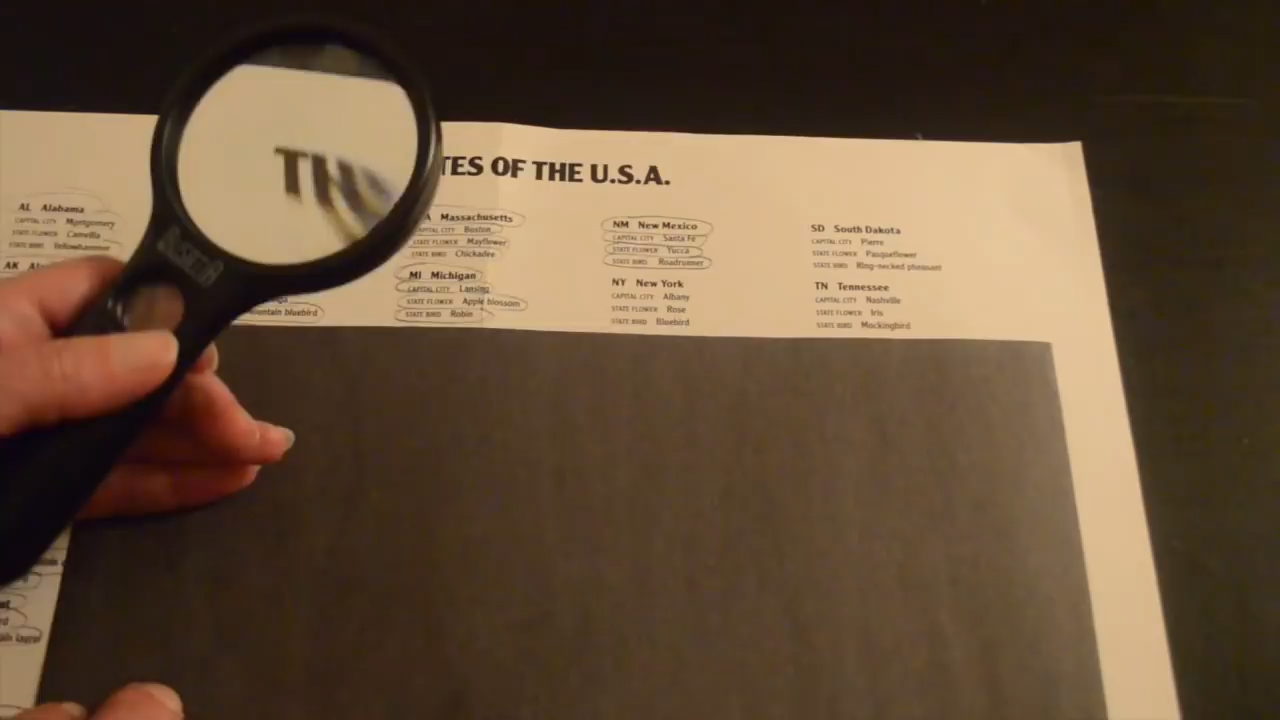 TH
TES OF THE U.S.A.
AL Alabama
CAPITAL CITY Montgomery
STATE FLOWER Camellia
STATE BIRD Yellowhammer
AK
mountain bluebird
A Massachusetts
CAPITAL CITY Boston
STATE FLOWER Mayflower
STATE BIRD Chickadee
MI Michigan
CAPITAL CITY Lansing
STATE FLOWER Apple blossom
STATE BIRD Robin
NM New Mexico
CAPITAL CITY Santa Fe
STATE FLOWER Yucca
STATE BIRD Roadrunner
NY New York
CAPITAL CITY Albany
STATE FLOWER Rose
STATE BIRD Bluebird
SD South Dakota
CAPITAL CITY Pierre
STATE FLOWER Pasqueflower
STATE BIRD Ring-necked pheasant
TN Tennessee
CAPITAL CITY Nashville
STATE FLOWER Iris
STATE BIRD Mockingbird